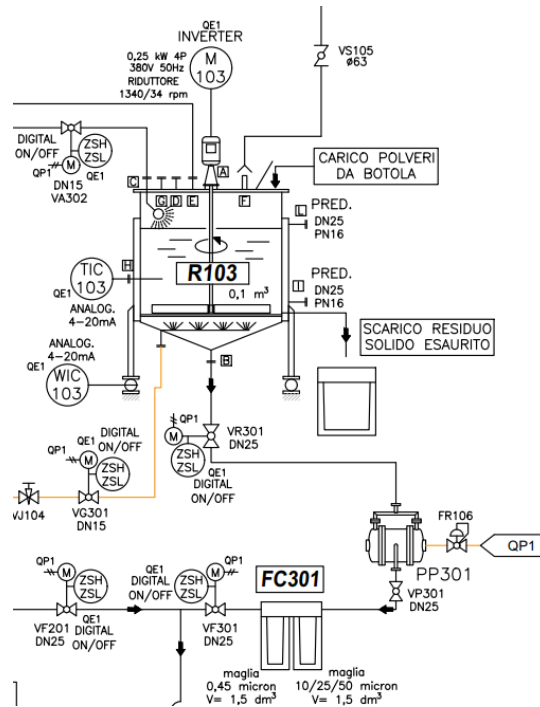 QE1
INVERTER
0,25 kW 4P
380V 50Hz
RIDUTTORE
1340/34 rpm
M
103
VS105
ø63
DIGITAL
ON/OFF
ZSH
ZSL
QP1
M
QE1
DN15
VA302
CARICO POLVERI
DA BOTOLA
A
C
G
D
E
F
L
PRED.
DN25
PN16
H
TIC
103
QE1
ANALOG.
4-20mA
R103
0,1 m³
I
PRED.
DN25
PN16
SCARICO RESIDUO
SOLIDO ESAURITO
ANALOG.
4-20mA
QE1
WIC
103
B
QP1
M
VR301
DN25
ZSH
ZSL
QE1
DIGITAL
ON/OFF
QE1
DIGITAL
ON/OFF
QP1
M
ZSH
ZSL
VJ104
VG301
DN15
FR106
QP1
PP301
VP301
DN25
QP1
M
ZSH
ZSL
VF201
DN25
QE1
DIGITAL
ON/OFF
QE1
DIGITAL
ON/OFF
ZSH
ZSL
M
QP1
VF301
DN25
FC301
maglia
0,45 micron
V= 1,5 dm³
maglia
10/25/50 micron
V= 1,5 dm³